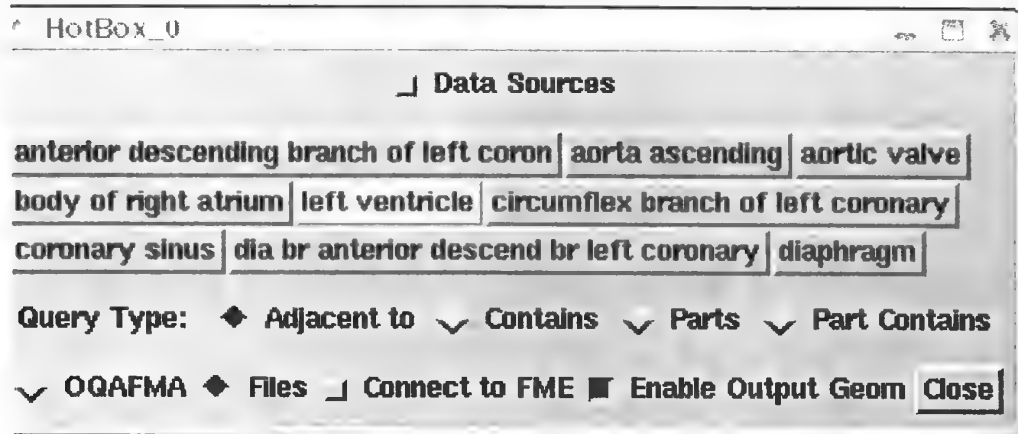 HotBox_0
Data Sources
anterior descending branch of left coron aorta ascending aortic valve
body of right atrium left ventricle circumflex branch of left coronary
coronary sinus dia br anterior descend br left coronary diaphragm
Query Type: Adjacent to Contains Parts Part Contains
OQAFMA Files Connect to FME Enable Output Geom Close